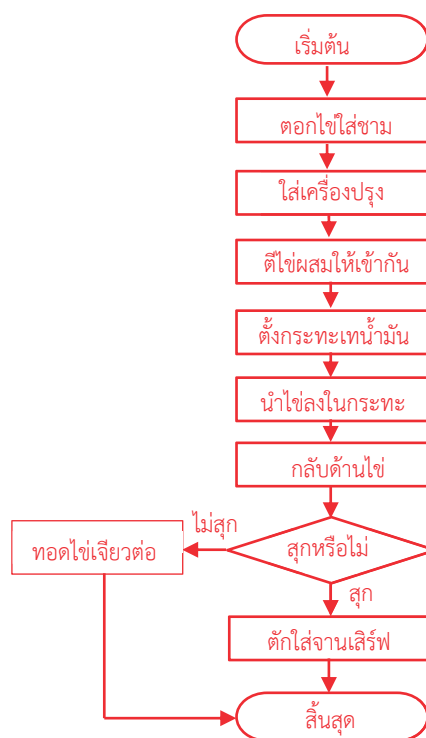 เริ่มต้น
ตอกไข่ใส่ชาม
ใส่เครื่องปรุง
ตีไข่ผสมให้เข้ากัน
ตั้งกระทะเทน้ำมัน
นำไข่ลงในกระทะ
กลับด้านไข่
ไม่สุก
ทอดไข่เจียวต่อ
สุกหรือไม่
สุก
ตักใส่จานเสิร์ฟ
สิ้นสุด